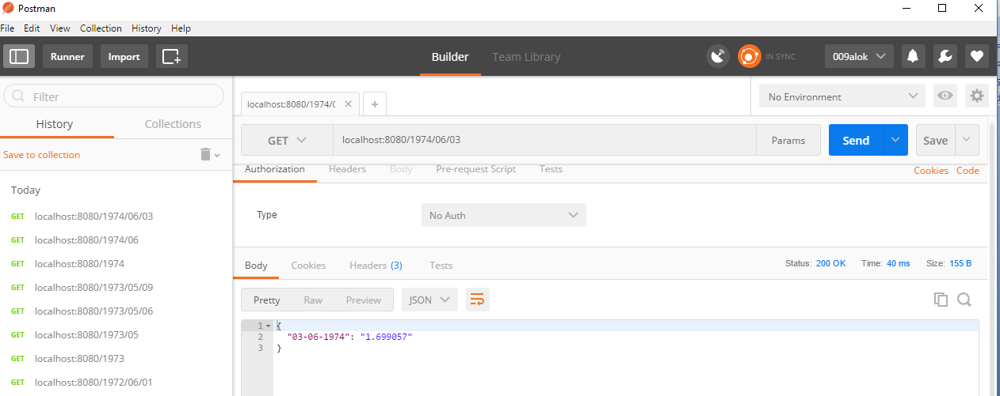 Postman
File Edit View Collection History Help
Runner Import Builder Team Library IN SYNC 009alok
Filter
History Collections
Save to collection
Today
GET localhost:8080/1974/06/03
GET localhost:8080/1974/06
GET localhost:8080/1974
GET localhost:8080/1973/05/09
GET localhost:8080/1973/05/06
GET localhost:8080/1973/05
GET localhost:8080/1973
GET localhost:8080/1972/06/01
localhost:8080/1974/0 No Environment
GET localhost:8080/1974/06/03 Params Send Save
Authorization Headers Body Pre-request Script Tests Cookies Code
Type No Auth
Body Cookies Headers (3) Tests Status: 200 OK Time: 40 ms Size: 155 B
Pretty Raw Preview JSON
1 {
2 "03-06-1974": "1.699057"
3 }